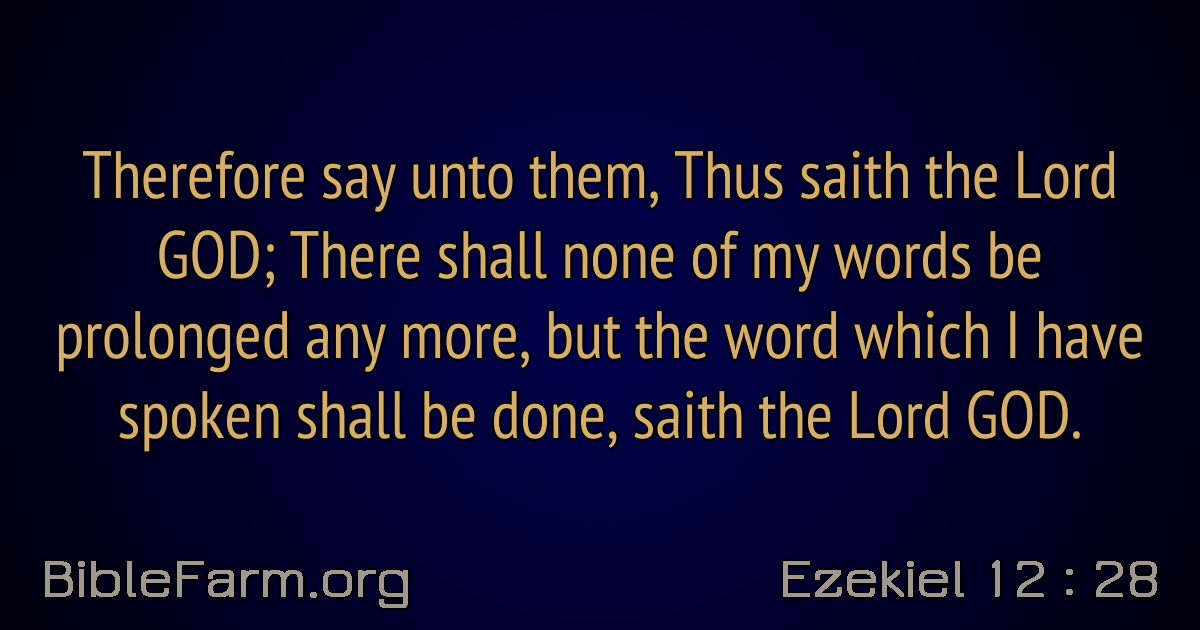 Therefore say unto them, Thus saith the Lord
GOD; There shall none of my words be
prolonged any more, but the word which I have
spoken shall be done, saith the Lord GOD.
BibleFarm.org
Ezekiel 12 : 28